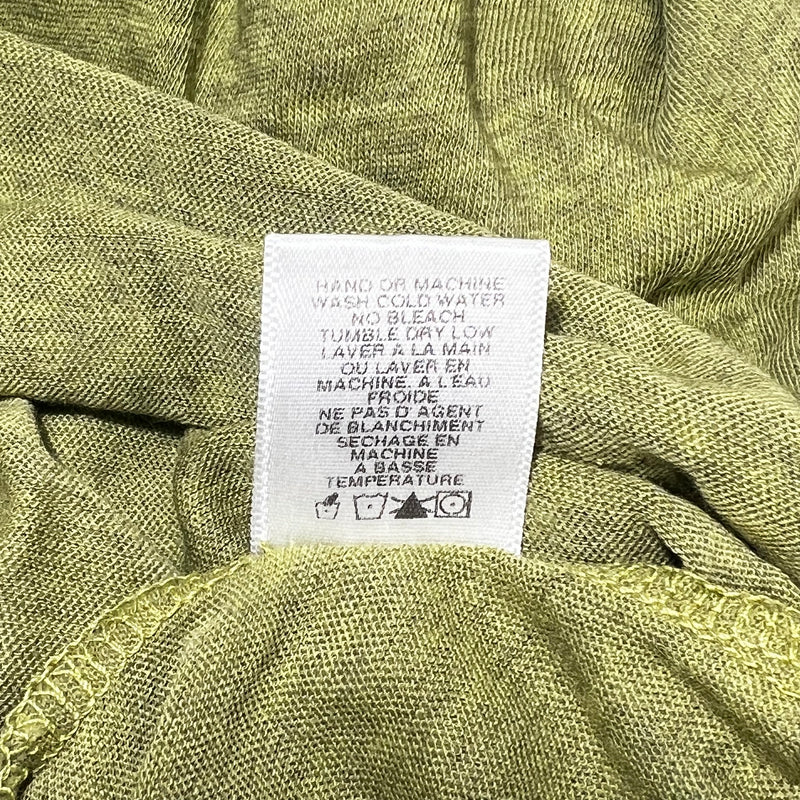 HAND OR MACHINE
WASH COLD WATER
NO BLEACH
TUMBLE DRY LOW
LAVER A LA MAIN
OU LAVER EN
MACHINE. A L'EAU
FROIDE
NE PAS D'AGENT
DE BLANCHIMENT
SECHAGE EN
MACHINE
A BASSE
TEMPERATURE